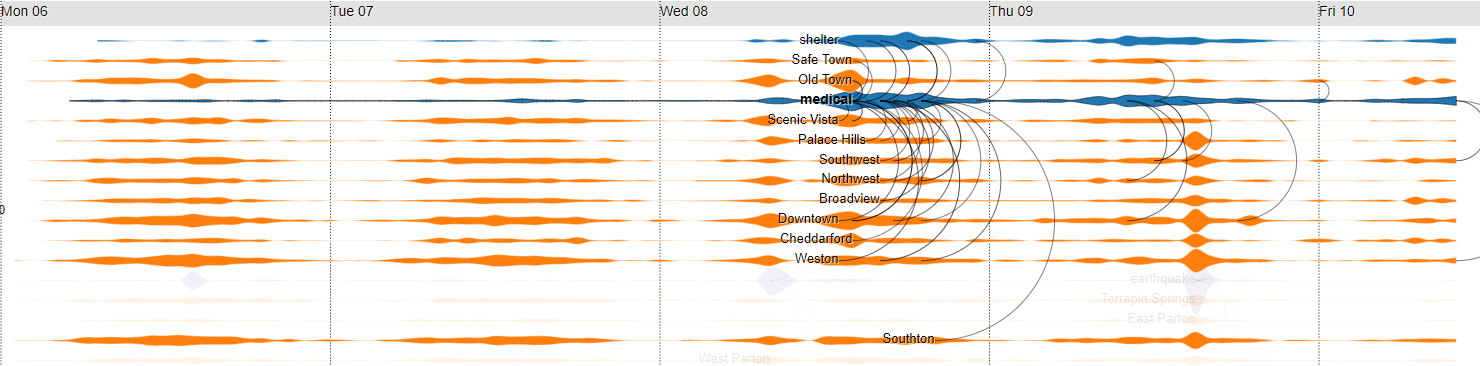 Mon 06 Tue 07 Wed 08 Thu 09 Fri 10
shelter
Safe Town
Old Town
medical
Scenic Vista
Palace Hills
Southwest
Northwest
Broadview
0
Downtown
Cheddarford
Weston
earthquake
Terrapin Springs
East Parton
Southton
West Parton